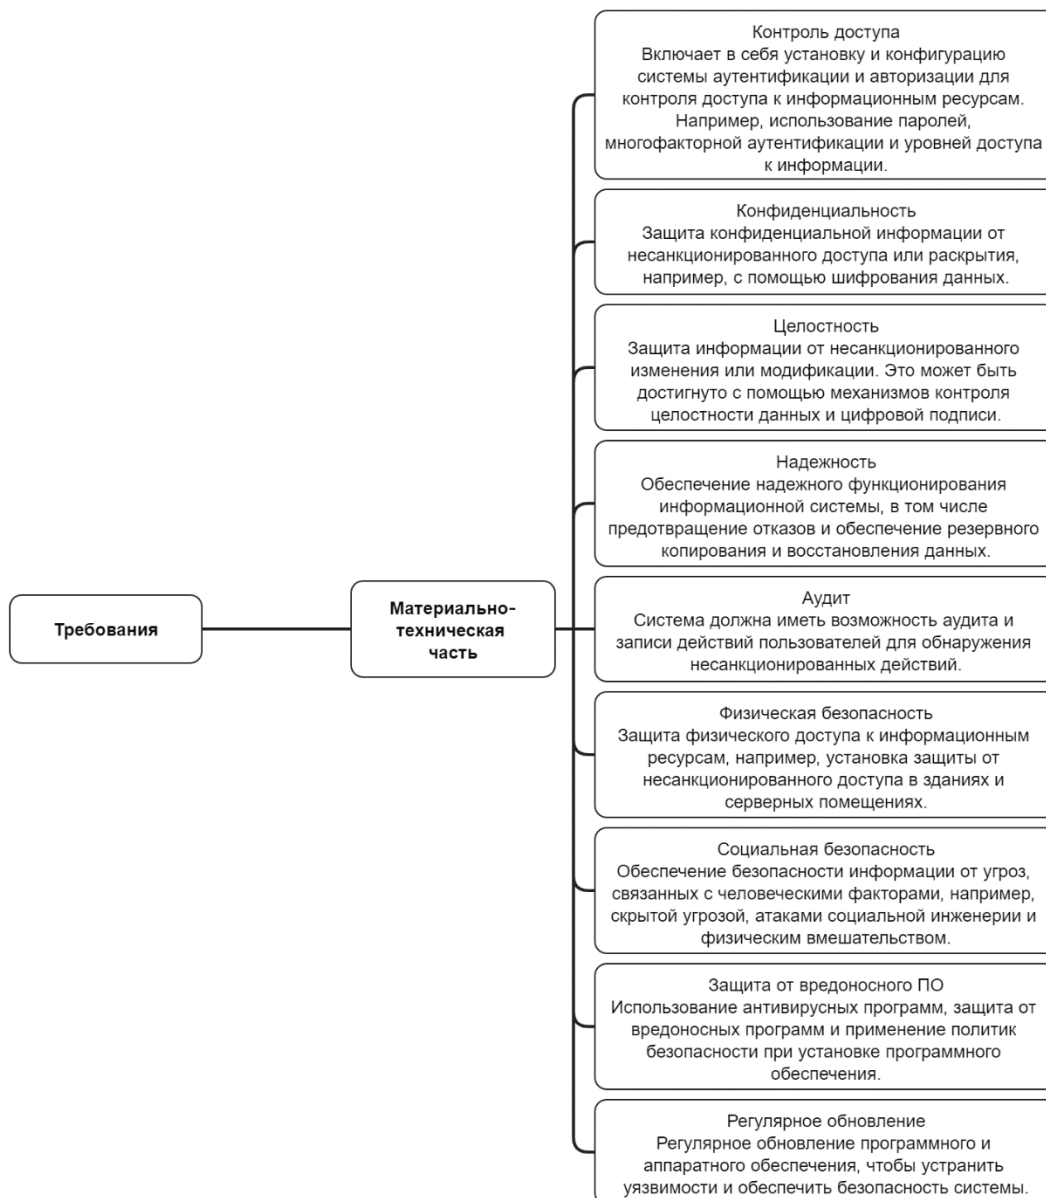 Требования
Материально-
техническая
часть
Контроль доступа
Включает в себя установку и конфигурацию
системы аутентификации и авторизации для
контроля доступа к информационным ресурсам.
Например, использование паролей,
многофакторной аутентификации и уровней доступа
к информации.
Конфиденциальность
Защита конфиденциальной информации от
несанкционированного доступа или раскрытия,
например, с помощью шифрования данных.
Целостность
Защита информации от несанкционированного
изменения или модификации. Это может быть
достигнуто с помощью механизмов контроля
целостности данных и цифровой подписи.
Надежность
Обеспечение надежного функционирования
информационной системы, в том числе
предотвращение отказов и обеспечение резервного
копирования и восстановления данных.
Аудит
Система должна иметь возможность аудита и
записи действий пользователей для обнаружения
несанкционированных действий.
Физическая безопасность
Защита физического доступа к информационным
ресурсам, например, установка защиты от
несанкционированного доступа в зданиях и
серверных помещениях.
Социальная безопасность
Обеспечение безопасности информации от угроз,
связанных с человеческими факторами, например,
скрытой угрозой, атаками социальной инженерии и
физическим вмешательством.
Защита от вредоносного ПО
Использование антивирусных программ, защита от
вредоносных программ и применение политик
безопасности при установке программного
обеспечения.
Регулярное обновление
Регулярное обновление программного и
аппаратного обеспечения, чтобы устранить
уязвимости и обеспечить безопасность системы.